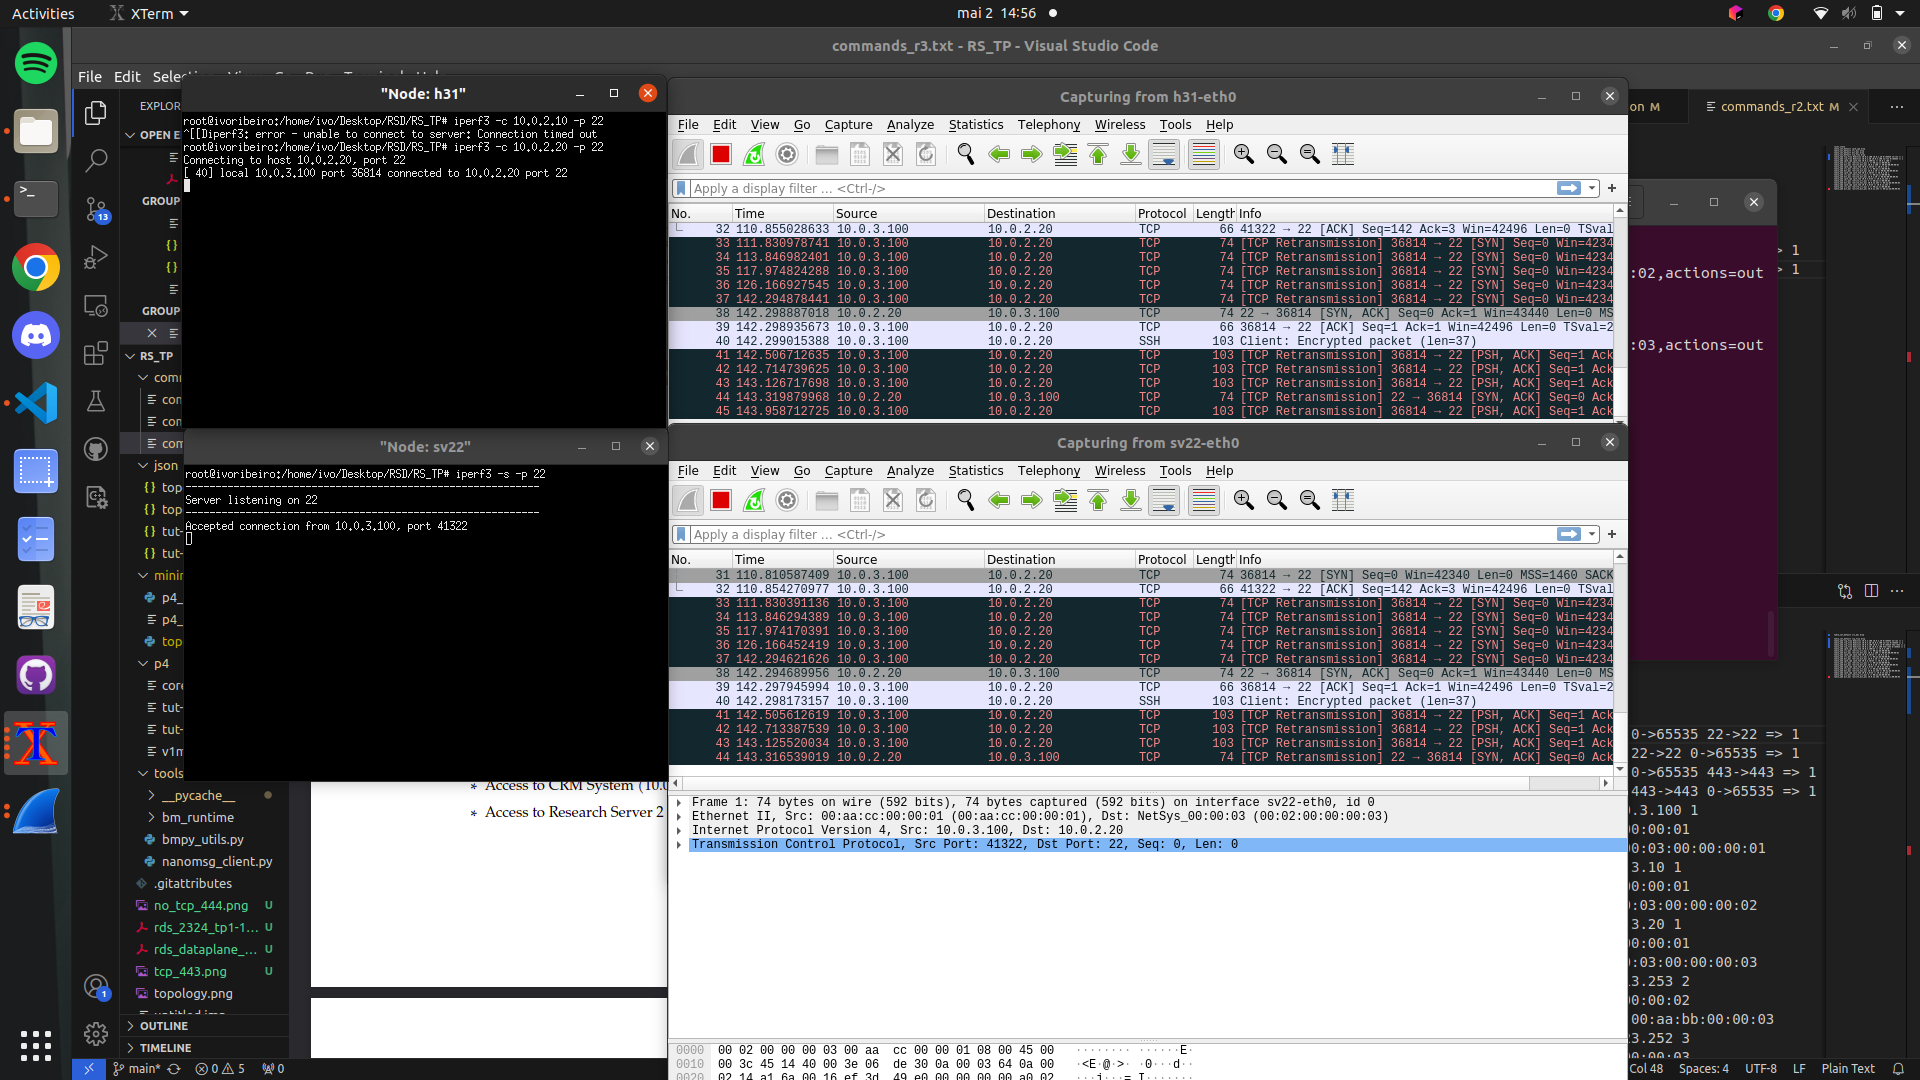 Activities
XTerm
mai 2 14:56
commands_r3.txt - RS_TP - Visual Studio Code
File Edit
EXPLOR
OPEN E
GROUP
GROUP
RS_TP
com
con
con
com
json
top
top
tut-
tut-
minin
p4_
p4_
top
p4
core
tut-
tut-
v1m
tools
__pycache__
bm_runtime
bmpy_utils.py
nanomsg_client.py
.gitattributes
no_tcp_444.png U
rds_2324_tp1-1... U
rds_dataplane_... U
tcp_443.png U
topology.png
OUTLINE
TIMELINE
13
1
main*
0 5
0
"Node: h31"
root@ivoribeiro:/home/ivo/Desktop/RSD/RS_TP# iperf3 -c 10.0.2.10 -p 22
^[[Diperf3: error - unable to connect to server: Connection timed out
root@ivoribeiro:/home/ivo/Desktop/RSD/RS_TP# iperf3 -c 10.0.2.20 -p 22
Connecting to host 10.0.2.20, port 22
[ 40] local 10.0.3.100 port 36814 connected to 10.0.2.20 port 22
"Node: sv22"
root@ivoribeiro:/home/ivo/Desktop/RSD/RS_TP# iperf3 -s -p 22
-----------------------------------------------------------
Server listening on 22
-----------------------------------------------------------
Accepted connection from 10.0.3.100, port 41322
* Access to CRM System (10.0
* Access to Research Server 2
Capturing from h31-eth0
File Edit View Go Capture Analyze Statistics Telephony Wireless Tools Help
Apply a display filter ... <Ctrl-/>
No. Time Source Destination Protocol Length Info
32 110.855028633 10.0.3.100 10.0.2.20 TCP 66 41322 → 22 [ACK] Seq=142 Ack=3 Win=42496 Len=0 TSval
33 111.830978741 10.0.3.100 10.0.2.20 TCP 74 [TCP Retransmission] 36814 → 22 [SYN] Seq=0 Win=4234
34 113.846982401 10.0.3.100 10.0.2.20 TCP 74 [TCP Retransmission] 36814 → 22 [SYN] Seq=0 Win=4234
35 117.974824288 10.0.3.100 10.0.2.20 TCP 74 [TCP Retransmission] 36814 → 22 [SYN] Seq=0 Win=4234
36 126.166927545 10.0.3.100 10.0.2.20 TCP 74 [TCP Retransmission] 36814 → 22 [SYN] Seq=0 Win=4234
37 142.294878441 10.0.3.100 10.0.2.20 TCP 74 [TCP Retransmission] 36814 → 22 [SYN] Seq=0 Win=4234
38 142.298887018 10.0.2.20 10.0.3.100 TCP 74 22 → 36814 [SYN, ACK] Seq=0 Ack=1 Win=43440 Len=0 MS
39 142.298935673 10.0.3.100 10.0.2.20 TCP 66 36814 → 22 [ACK] Seq=1 Ack=1 Win=42496 Len=0 TSval=2
40 142.299015388 10.0.3.100 10.0.2.20 SSH 103 Client: Encrypted packet (len=37)
41 142.506712635 10.0.3.100 10.0.2.20 TCP 103 [TCP Retransmission] 36814 → 22 [PSH, ACK] Seq=1 Ack
42 142.714739625 10.0.3.100 10.0.2.20 TCP 103 [TCP Retransmission] 36814 → 22 [PSH, ACK] Seq=1 Ack
43 143.126717698 10.0.3.100 10.0.2.20 TCP 103 [TCP Retransmission] 36814 → 22 [PSH, ACK] Seq=1 Ack
44 143.319879968 10.0.2.20 10.0.3.100 TCP 74 [TCP Retransmission] 22 → 36814 [SYN, ACK] Seq=0 Ack
45 143.958712725 10.0.3.100 10.0.2.20 TCP 103 [TCP Retransmission] 36814 → 22 [PSH, ACK] Seq=1 Ack
Capturing from sv22-eth0
File Edit View Go Capture Analyze Statistics Telephony Wireless Tools Help
Apply a display filter ... <Ctrl-/>
No. Time Source Destination Protocol Length Info
31 110.810587409 10.0.3.100 10.0.2.20 TCP 74 36814 → 22 [SYN] Seq=0 Win=42340 Len=0 MSS=1460 SACK
32 110.854270977 10.0.3.100 10.0.2.20 TCP 66 41322 → 22 [ACK] Seq=142 Ack=3 Win=42496 Len=0 TSval
33 111.830391136 10.0.3.100 10.0.2.20 TCP 74 [TCP Retransmission] 36814 → 22 [SYN] Seq=0 Win=4234
34 113.846294389 10.0.3.100 10.0.2.20 TCP 74 [TCP Retransmission] 36814 → 22 [SYN] Seq=0 Win=4234
35 117.974170391 10.0.3.100 10.0.2.20 TCP 74 [TCP Retransmission] 36814 → 22 [SYN] Seq=0 Win=4234
36 126.166452419 10.0.3.100 10.0.2.20 TCP 74 [TCP Retransmission] 36814 → 22 [SYN] Seq=0 Win=4234
37 142.294621626 10.0.3.100 10.0.2.20 TCP 74 [TCP Retransmission] 36814 → 22 [SYN] Seq=0 Win=4234
38 142.294689956 10.0.2.20 10.0.3.100 TCP 74 22 → 36814 [SYN, ACK] Seq=0 Ack=1 Win=43440 Len=0 MS
39 142.297945994 10.0.3.100 10.0.2.20 TCP 66 36814 → 22 [ACK] Seq=1 Ack=1 Win=42496 Len=0 TSval=2
40 142.298173157 10.0.3.100 10.0.2.20 SSH 103 Client: Encrypted packet (len=37)
41 142.505612619 10.0.3.100 10.0.2.20 TCP 103 [TCP Retransmission] 36814 → 22 [PSH, ACK] Seq=1 Ack
42 142.713387539 10.0.3.100 10.0.2.20 TCP 103 [TCP Retransmission] 36814 → 22 [PSH, ACK] Seq=1 Ack
43 143.125520034 10.0.3.100 10.0.2.20 TCP 103 [TCP Retransmission] 36814 → 22 [PSH, ACK] Seq=1 Ack
44 143.316539019 10.0.2.20 10.0.3.100 TCP 74 [TCP Retransmission] 22 → 36814 [SYN, ACK] Seq=0 Ack
Frame 1: 74 bytes on wire (592 bits), 74 bytes captured (592 bits) on interface sv22-eth0, id 0
Ethernet II, Src: 00:aa:cc:00:00:01 (00:aa:cc:00:00:01), Dst: NetSys_00:00:03 (00:02:00:00:00:03)
Internet Protocol Version 4, Src: 10.0.3.100, Dst: 10.0.2.20
Transmission Control Protocol, Src Port: 41322, Dst Port: 22, Seq: 0, Len: 0
0000 00 02 00 00 00 03 00 aa cc 00 00 01 08 00 45 00 ········ ······E·
0010 00 3c 45 14 40 00 3e 06 de 30 0a 00 03 64 0a 00 ·<E·@·>· ·0···d··
0020 02 14 a1 6a 00 16 ef 3d 49 e0 00 00 00 00 a0 02 ···j···= I·······
on M
commands_r2.txt M
> 1
> 1
:02,actions=out
:03,actions=out
0->65535 22->22 => 1
22->22 0->65535 => 1
0->65535 443->443 => 1
443->443 0->65535 => 1
.3.100 1
0:00:01
:03:00:00:00:01
3.10 1
0:00:01
:03:00:00:00:02
3.20 1
0:00:01
:03:00:00:00:03
3.253 2
0:00:02
00:aa:bb:00:00:03
23.252 3
Col 48 Spaces: 4 UTF-8 LF Plain Text